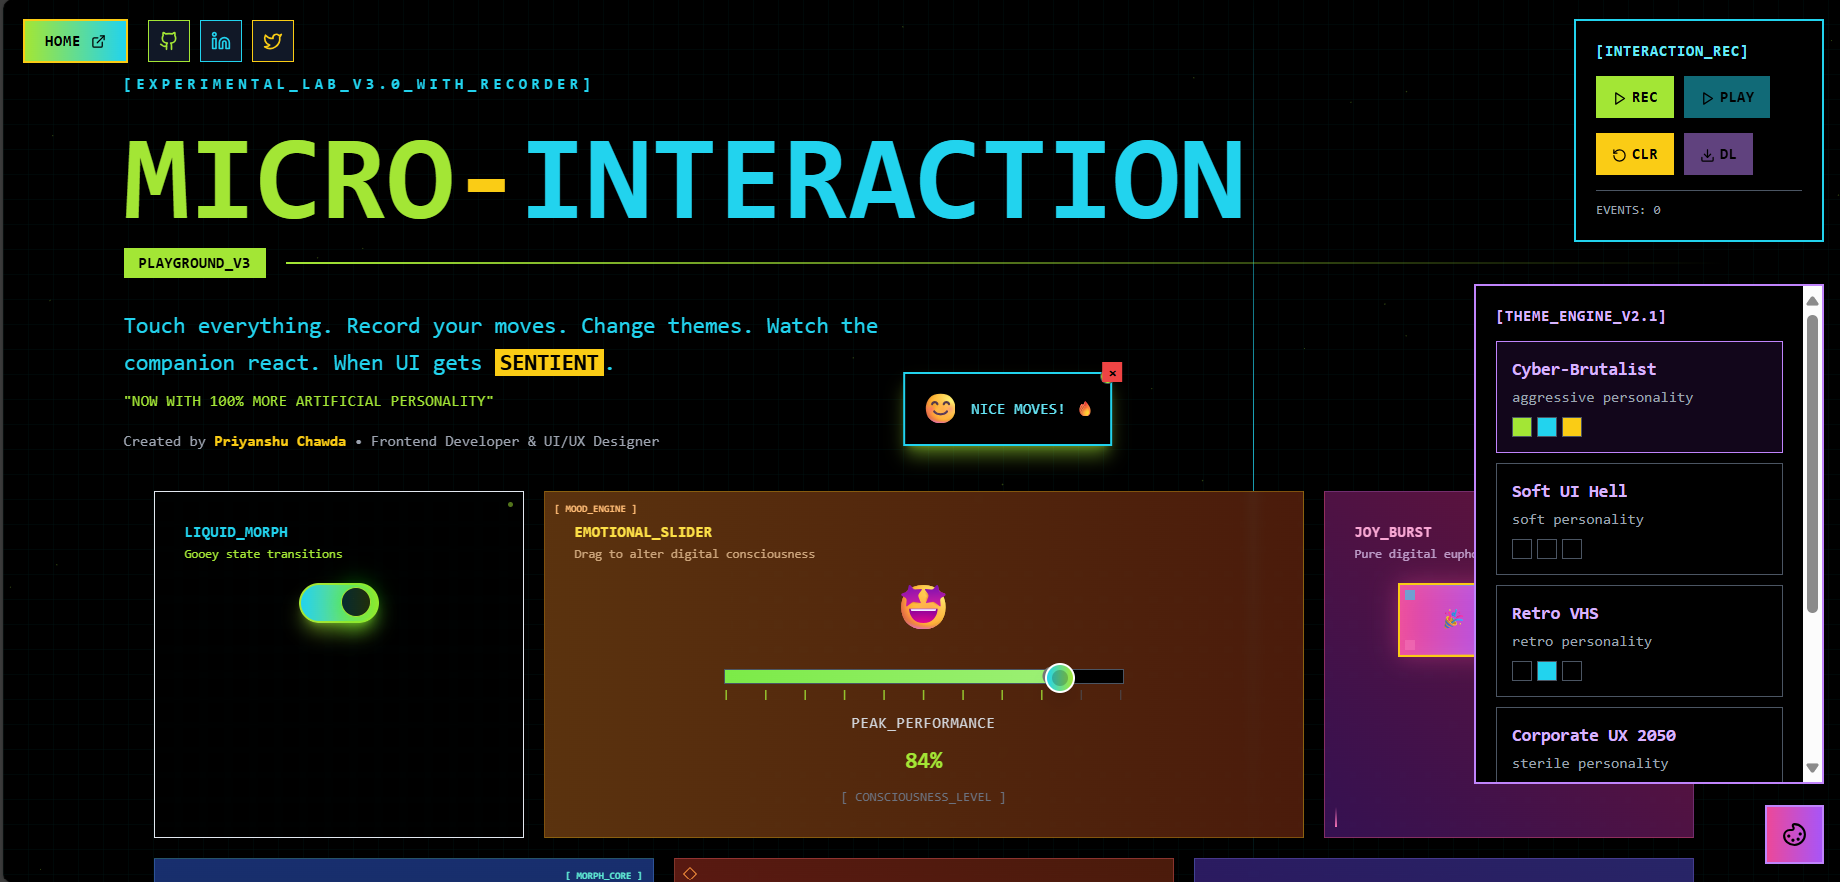 HOME
[EXPERIMENTAL_LAB_V3.0_WITH_RECORDER]
MICRO-INTERACTION
PLAYGROUND_V3
Touch everything. Record your moves. Change themes. Watch the
companion react. When UI gets SENTIENT.
"NOW WITH 100% MORE ARTIFICIAL PERSONALITY"
Created by Priyanshu Chawda • Frontend Developer & UI/UX Designer
NICE MOVES! 🔥
×
[INTERACTION_REC]
REC
PLAY
CLR
DL
EVENTS: 0
[THEME_ENGINE_V2.1]
Cyber-Brutalist
aggressive personality
Soft UI Hell
soft personality
Retro VHS
retro personality
Corporate UX 2050
sterile personality
LIQUID_MORPH
Gooey state transitions
[ MOOD_ENGINE ]
EMOTIONAL_SLIDER
Drag to alter digital consciousness
PEAK_PERFORMANCE
84%
[ CONSCIOUSNESS_LEVEL ]
JOY_BURST
Pure digital
[ MORPH_CORE ]